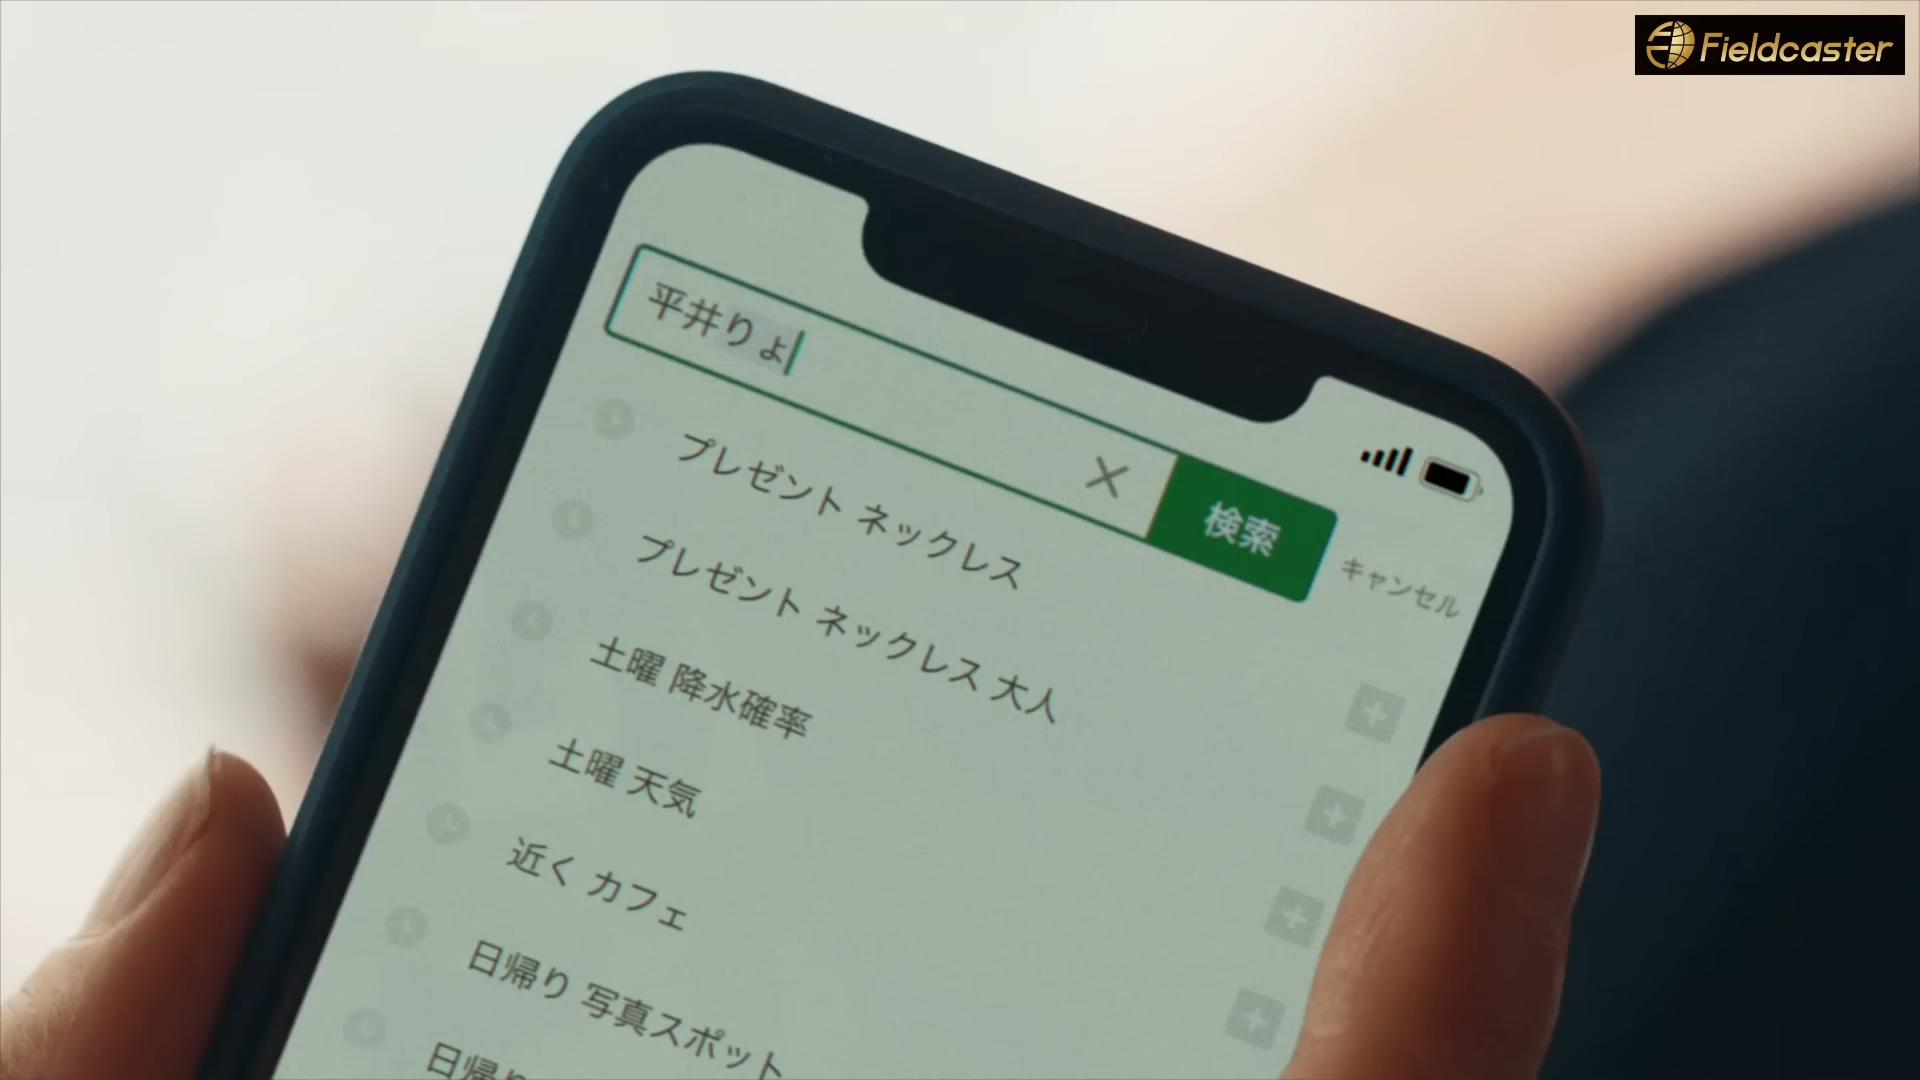 Fieldcaster
平井りょ
検索
キャンセル
プレゼント ネックレス
プレゼント ネックレス 大人
土曜 降水確率
土曜 天気
近く カフェ
日帰り 写真スポット
日帰り